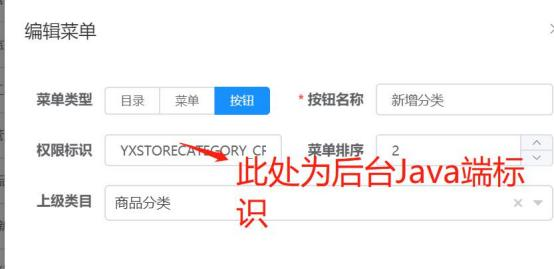 编辑菜单
菜单类型 目录 菜单 按钮 * 按钮名称 新增分类
权限标识 YXSTORECATEGORY_CR 菜单排序 2
此处为后台Java端标
识
上级类目 商品分类